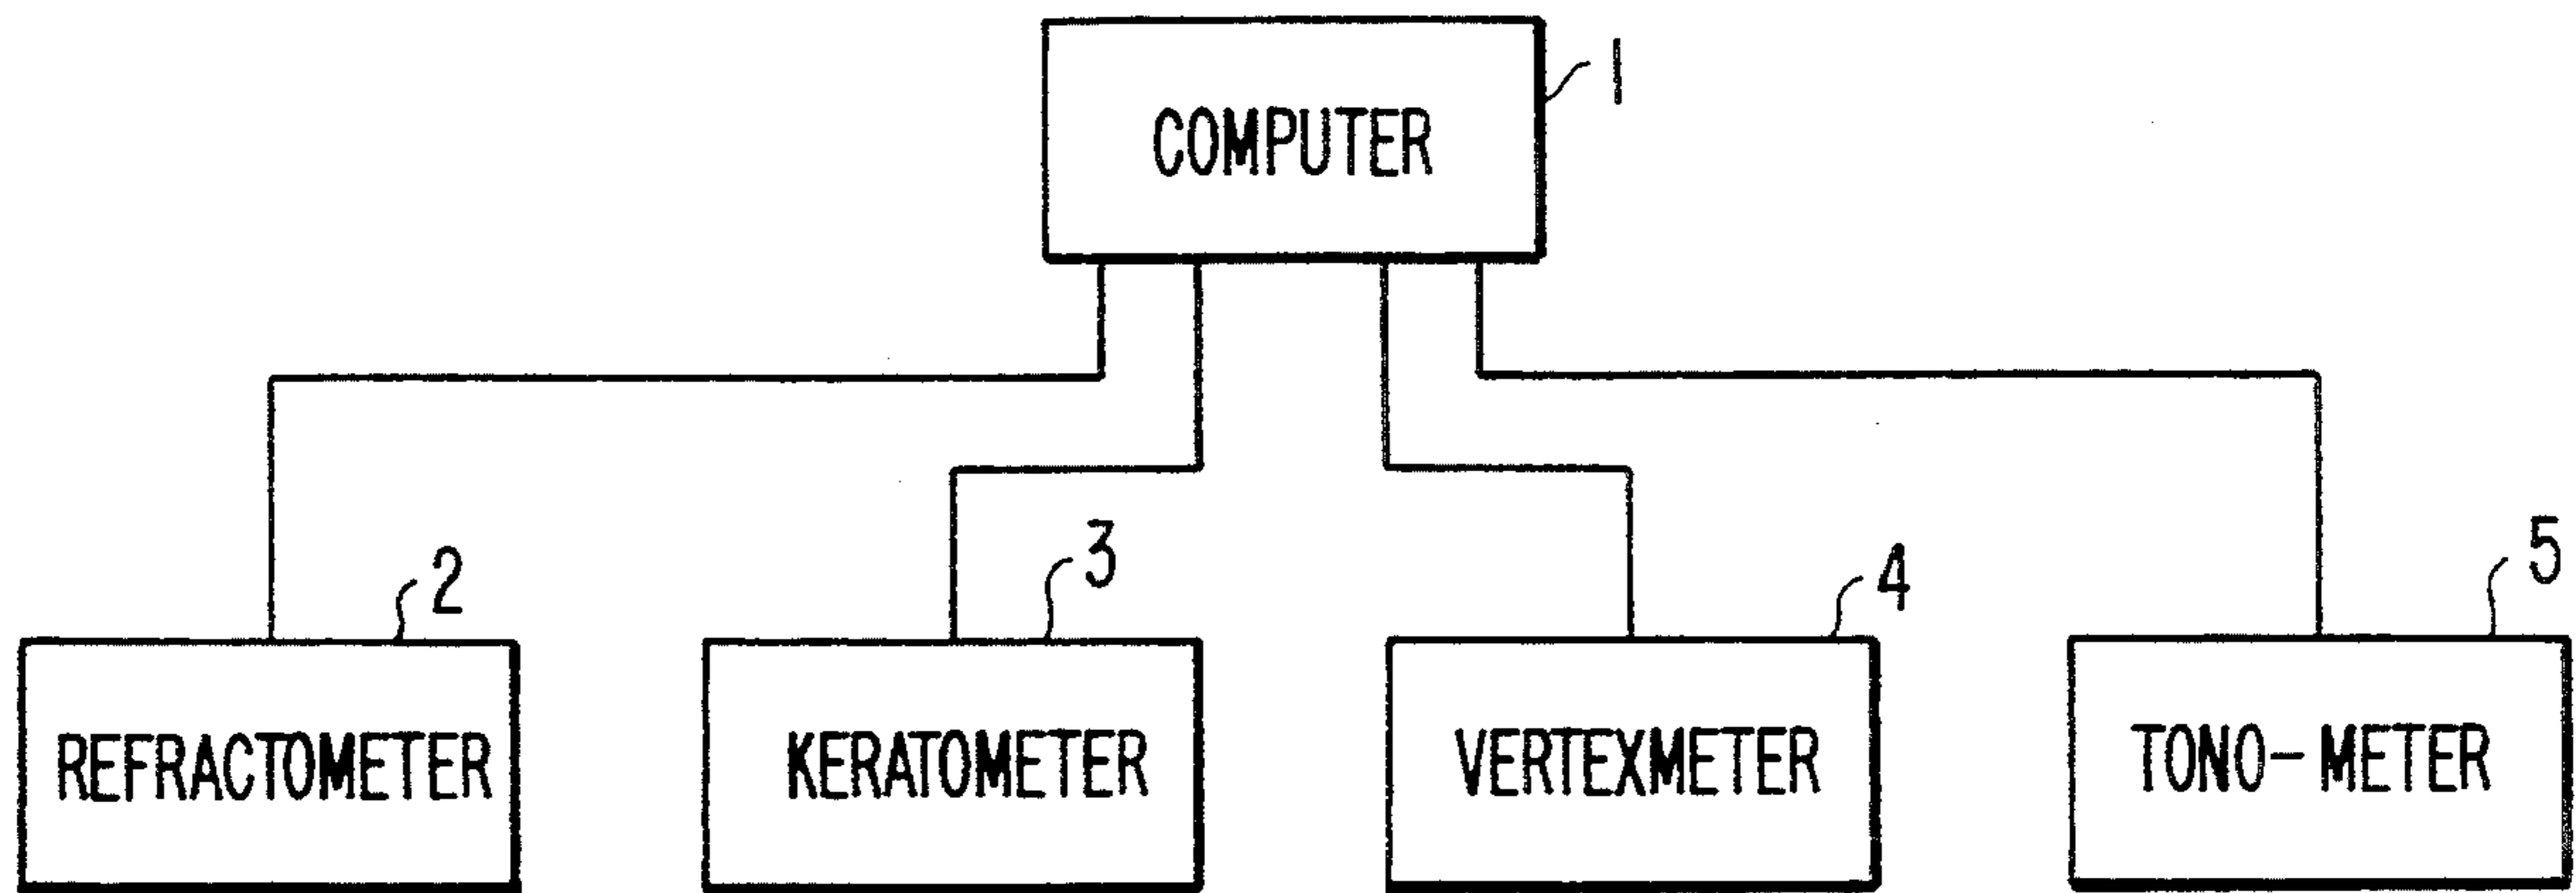 COMPUTER
1
2
3
4
5
REFRACTOMETER
KERATOMETER
VERTEXMETER
TONO-METER